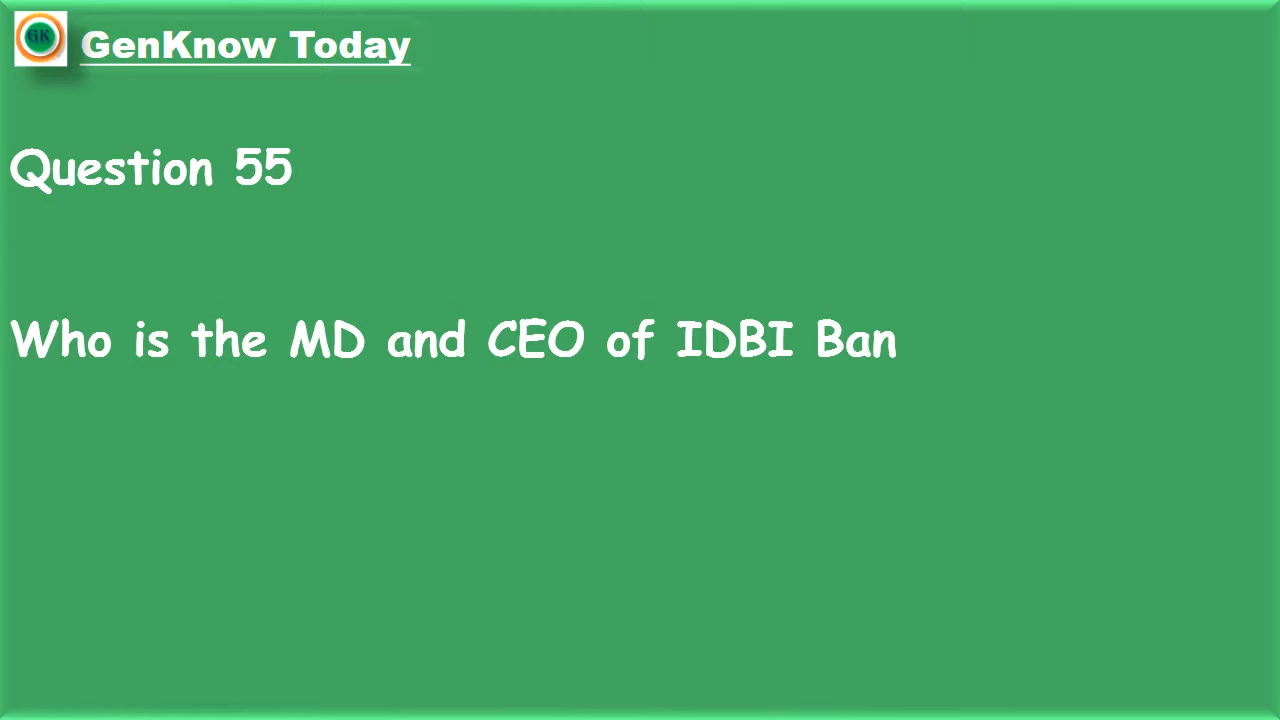 GK
GenKnow Today
Question 55
Who is the MD and CEO of IDBI Ban